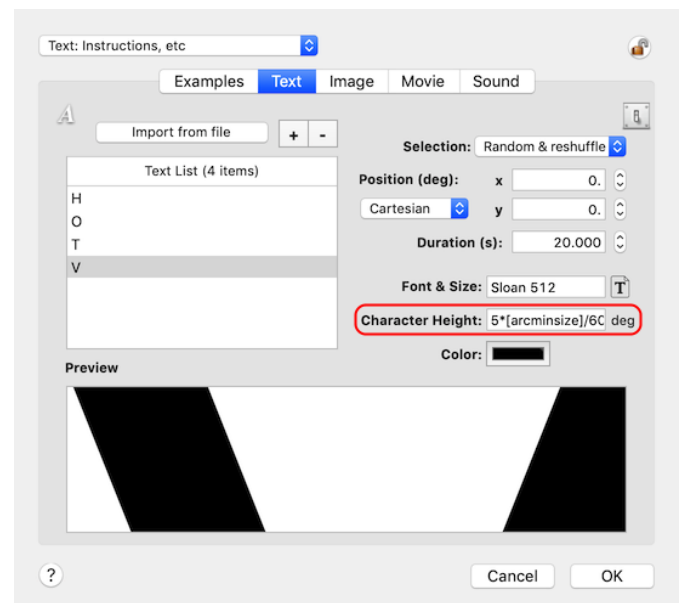 Text: Instructions, etc
Examples Text Image Movie Sound
A
Import from file + -
Selection: Random & reshuffle
Text List (4 items)
Position (deg): x 0.
H
Cartesian y 0.
O
T
Duration (s): 20.000
V
Font & Size: Sloan 512 T
Character Height: 5*[arcminsize]/60 deg
Color:
Preview
? Cancel OK